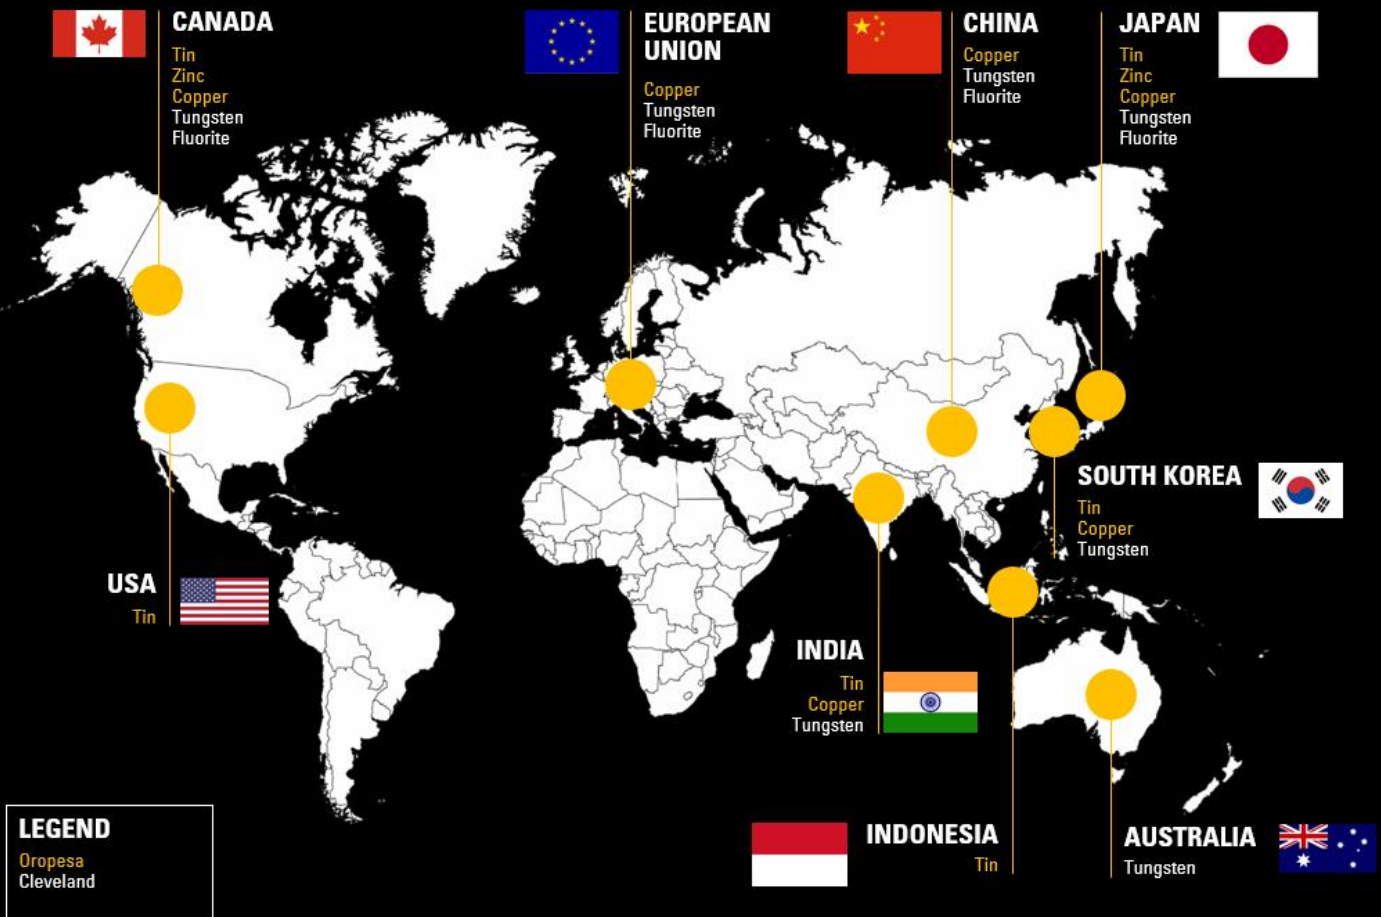 CANADA
Tin
Zinc
Copper
Tungsten
Fluorite
EUROPEAN
UNION
Copper
Tungsten
Fluorite
CHINA
Copper
Tungsten
Fluorite
JAPAN
Tin
Zinc
Copper
Tungsten
Fluorite
SOUTH KOREA
Tin
Copper
Tungsten
USA
Tin
INDIA
Tin
Copper
Tungsten
INDONESIA
Tin
AUSTRALIA
Tungsten
LEGEND
Oropesa
Cleveland